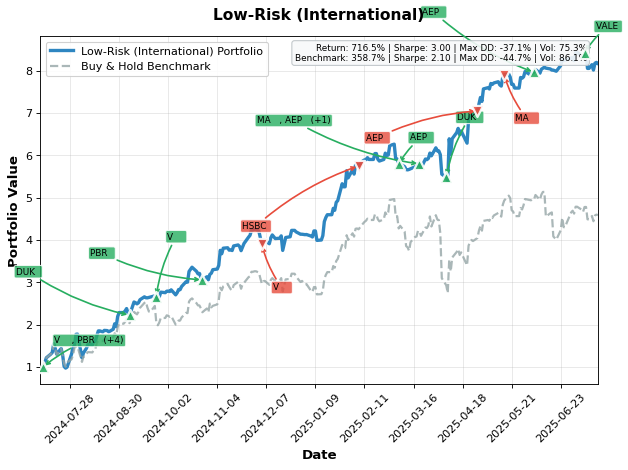 Low-Risk (International)
AEP
VALE
Low-Risk (International) Portfolio
Buy & Hold Benchmark
Return: 716.5% | Sharpe: 3.00 | Max DD: -37.1% | Vol: 75.3%
Benchmark: 358.7% | Sharpe: 2.10 | Max DD: -44.7% | Vol: 86.1%
MA , AEP (+1)
AEP
AEP
DUK
MA
HSBC
V
PBR
DUK
V
V , PBR (+4)
Portfolio Value
8
7
6
5
4
3
2
1
2024-07-28
2024-08-30
2024-10-02
2024-11-04
2024-12-07
2025-01-09
2025-02-11
2025-03-16
2025-04-18
2025-05-21
2025-06-23
Date